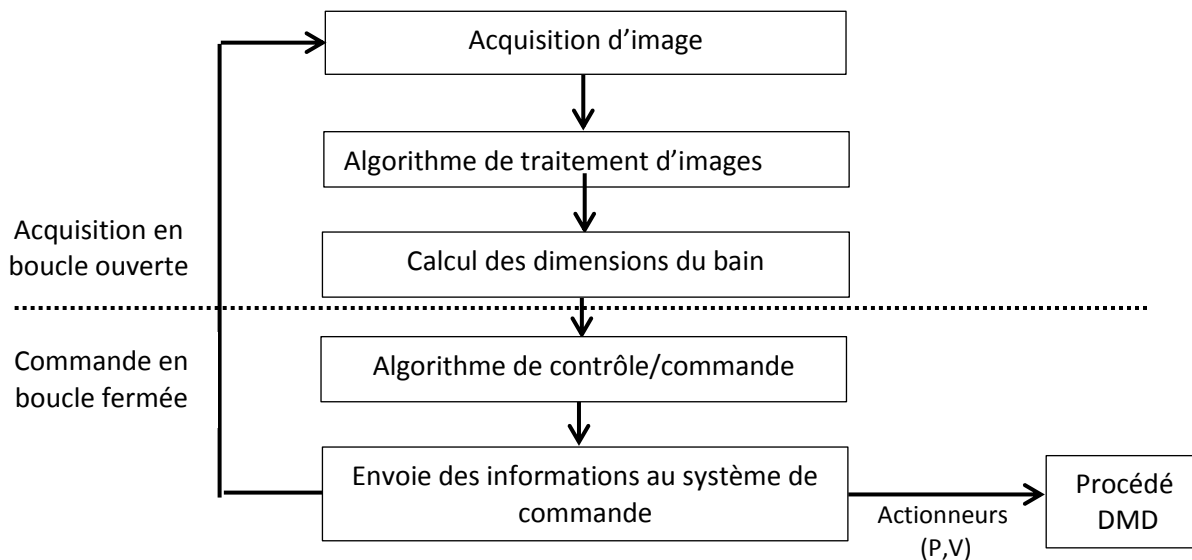 Acquisition d’image
Algorithme de traitement d’images
Acquisition en
boucle ouverte
Calcul des dimensions du bain
Commande en
boucle fermée
Algorithme de contrôle/commande
Envoie des informations au système de
commande
Actionneurs
(P,V)
Procédé
DMD